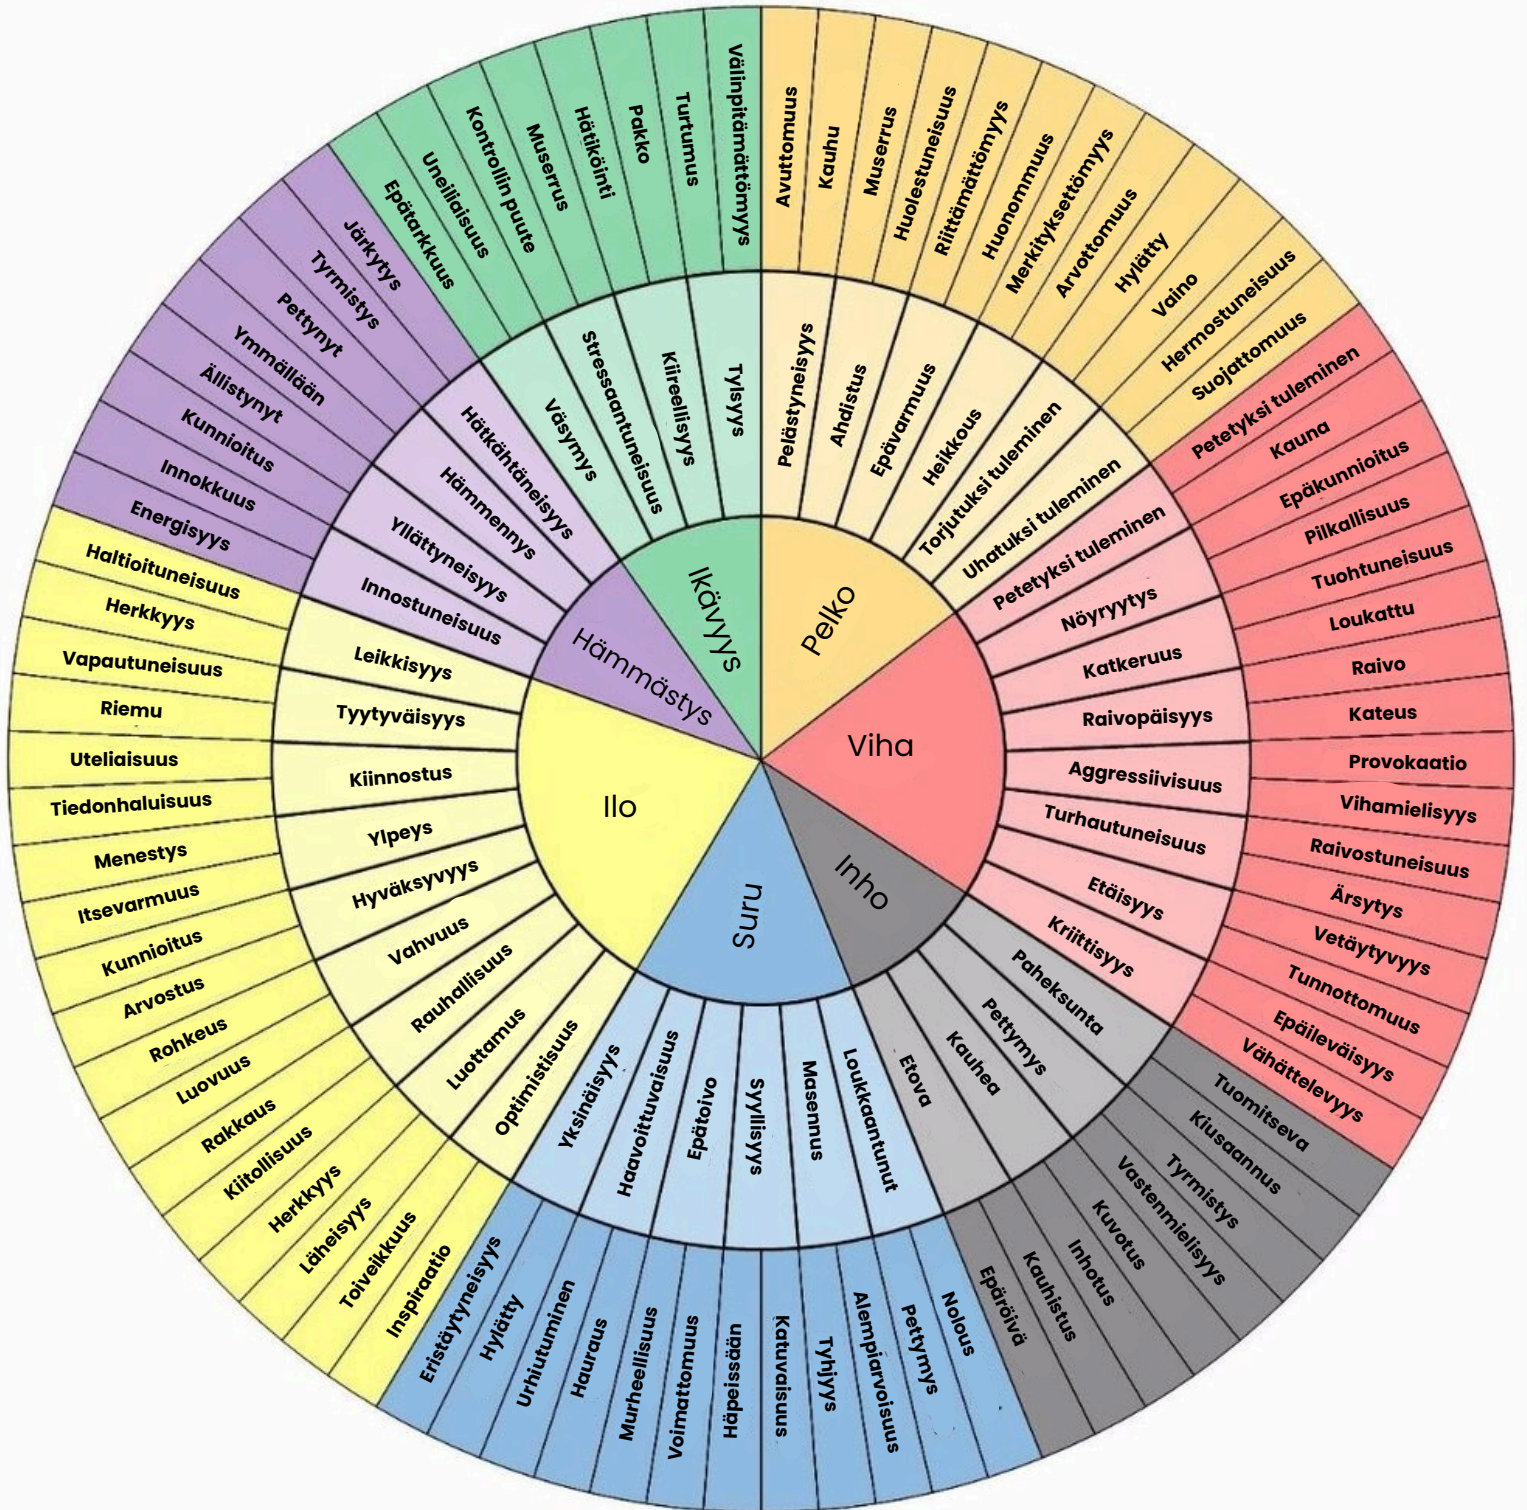 Pelko
Viha
Inho
Suru
Ilo
Hämmästys
Ikävyys
Pelästyneisyys
Ahdistus
Epävarmuus
Heikkous
Torjutuksi tuleminen
Uhatuksi tuleminen
Petetyksi tuleminen
Nöyryytys
Katkeruus
Raivopäisyys
Aggressiivisuus
Turhautuneisuus
Etäisyys
Kriittisyys
Paheksunta
Pettymys
Kauhea
Etova
Loukkaantunut
Masennus
Syyllisyys
Epätoivo
Haavoittuvaisuus
Yksinäisyys
Optimistisuus
Luottamus
Rauhallisuus
Vahvuus
Hyväksyvyys
Ylpeys
Kiinnostus
Tyytyväisyys
Leikkisyys
Innostuneisuus
Yllättyneisyys
Hämmennys
Hätkähtäneisyys
Väsymys
Stressaantuneisuus
Kiireellisyys
Tylsyys
Avuttomuus
Kauhu
Muserrus
Huolestuneisuus
Riittämättömyys
Huonommuus
Merkityksettömyys
Arvottomuus
Hylätty
Vaino
Hermostuneisuus
Suojattomuus
Petetyksi tuleminen
Kauna
Epäkunnioitus
Pilkallisuus
Tuohtuneisuus
Loukattu
Raivo
Kateus
Provokaatio
Vihamielisyys
Raivostuneisuus
Ärsytys
Vetäytyvyys
Tunnottomuus
Epäileväisyys
Vähättelevyys
Tuomitseva
Kiusaannus
Tyrmistys
Vastenmielisyys
Kuvotus
Inhotus
Kauhistus
Epäröivä
Nolous
Pettymys
Alempiarvoisuus
Tyhjyys
Katuvaisuus
Häpeissään
Voimattomuus
Murheellisuus
Hauraus
Urhiutuminen
Hylätty
Eristäytyneisyys
Inspiraatio
Toiveikkuus
Läheisyys
Herkkyys
Kiitollisuus
Rakkaus
Luovuus
Rohkeus
Arvostus
Kunnioitus
Itsevarmuus
Menestys
Tiedonhaluisuus
Uteliaisuus
Riemu
Vapautuneisuus
Herkkyys
Haltioituneisuus
Energisyys
Innokkuus
Kunnioitus
Ällistynyt
Ymmällään
Pettynyt
Tyrmistys
Järkytys
Epätarkkuus
Uneiliaisuus
Kontrollin puute
Muserrus
Hätiköinti
Pakko
Turtumus
Välinpitämättömyys